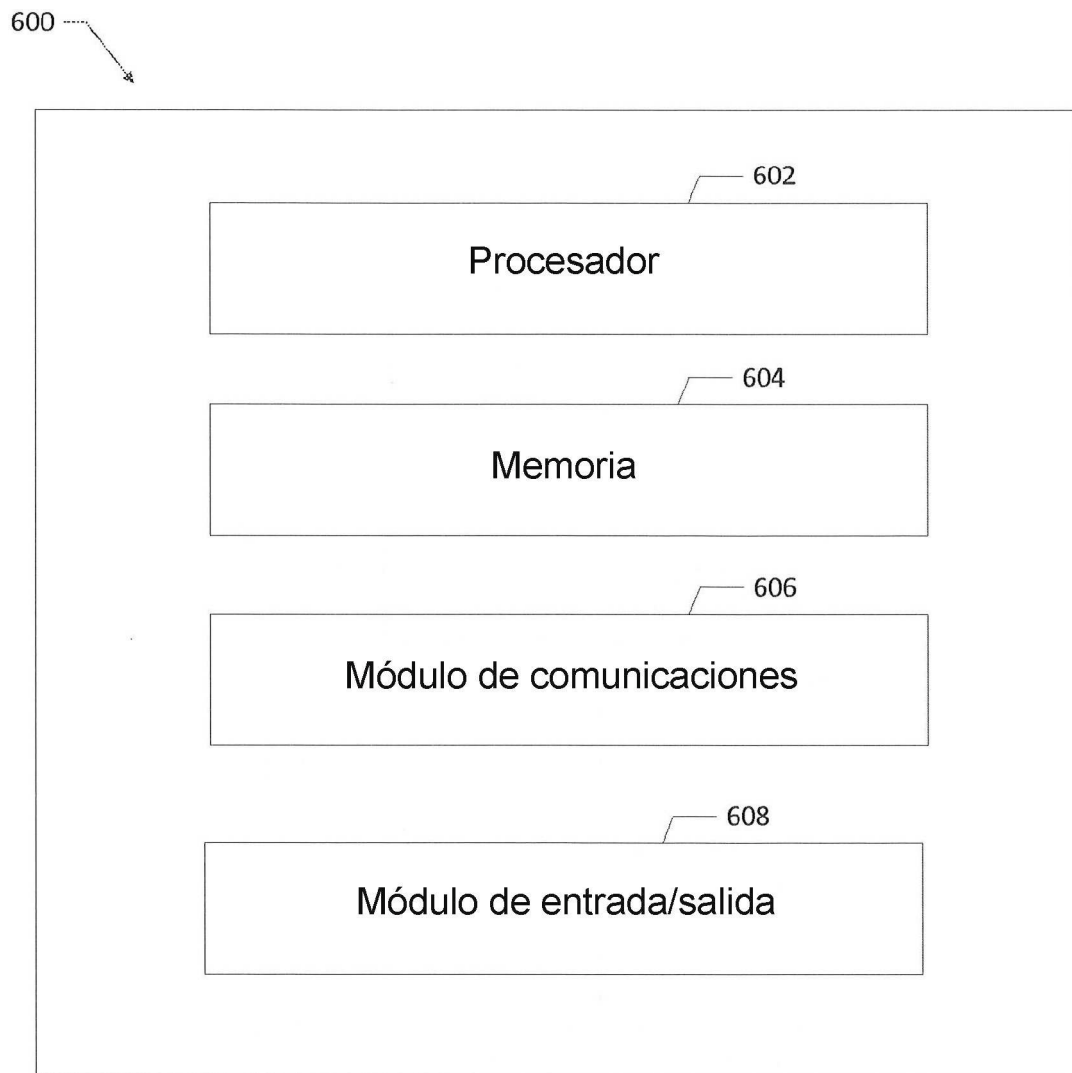 600
602
Procesador
604
Memoria
606
Módulo de comunicaciones
608
Módulo de entrada/salida